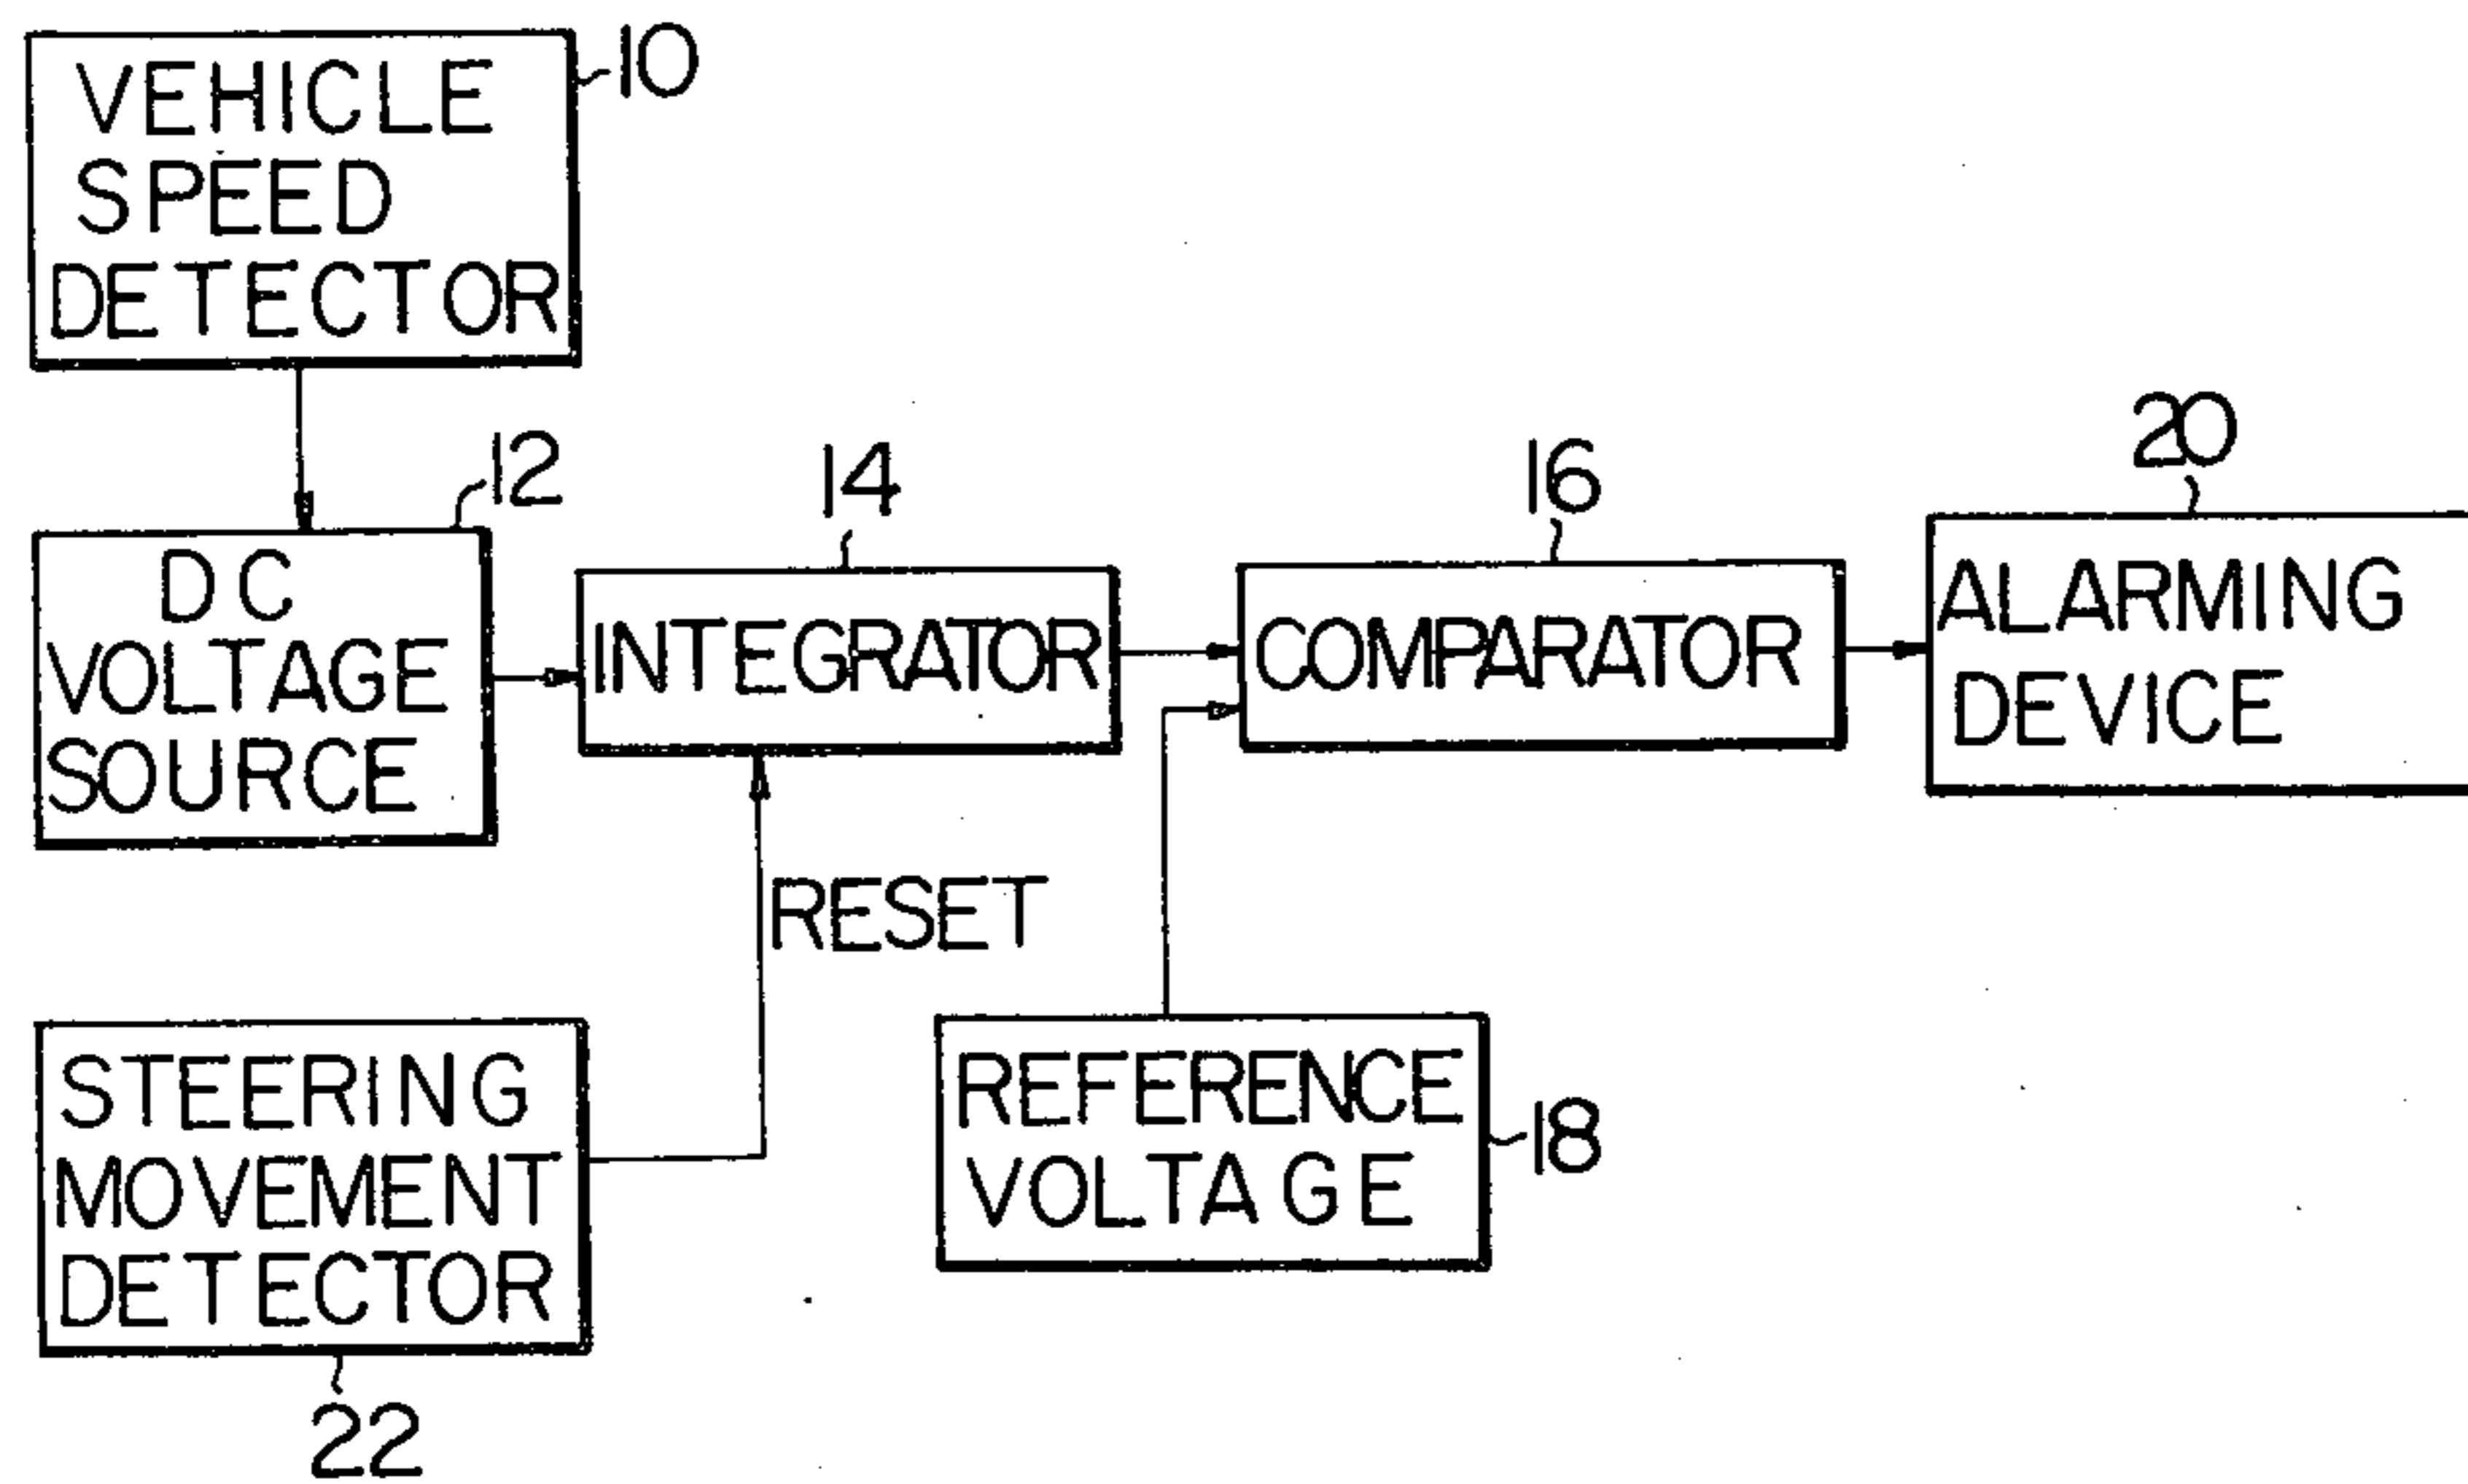 VEHICLE
SPEED
DETECTOR
10
12
DC
VOLTAGE
SOURCE
14
INTEGRATOR
16
COMPARATOR
20
ALARMING
DEVICE
RESET
STEERING
MOVEMENT
DETECTOR
22
REFERENCE
VOLTAGE
18